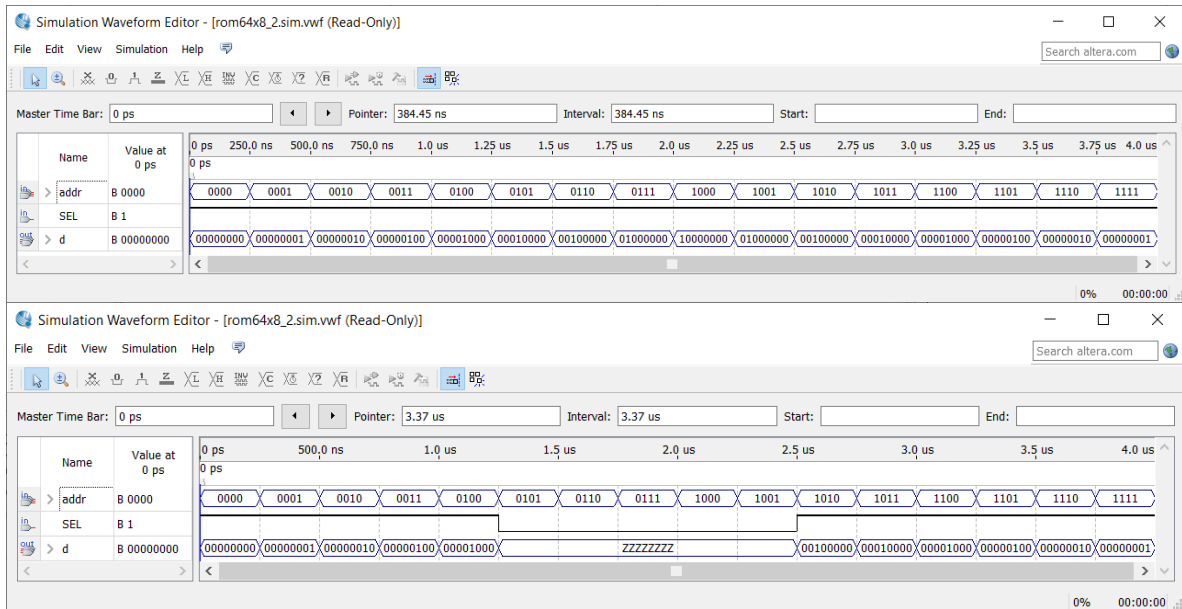 Simulation Waveform Editor - [rom64x8_2.sim.vwf (Read-Only)]
File Edit View Simulation Help
Search altera.com
Master Time Bar: 0 ps Pointer: 384.45 ns Interval: 384.45 ns Start: End:
Name Value at 0 ps
0 ps 250.0 ns 500.0 ns 750.0 ns 1.0 us 1.25 us 1.5 us 1.75 us 2.0 us 2.25 us 2.5 us 2.75 us 3.0 us 3.25 us 3.5 us 3.75 us 4.0 us
0 ps
addr B 0000 0000 0001 0010 0011 0100 0101 0110 0111 1000 1001 1010 1011 1100 1101 1110 1111
SEL B 1
d B 00000000 00000000 00000001 00000010 00000100 00001000 00010000 00100000 01000000 10000000 01000000 00100000 00010000 00001000 00000100 00000010 00000001
0% 00:00:00
Simulation Waveform Editor - [rom64x8_2.sim.vwf (Read-Only)]
File Edit View Simulation Help
Search altera.com
Master Time Bar: 0 ps Pointer: 3.37 us Interval: 3.37 us Start: End:
Name Value at 0 ps
0 ps 500.0 ns 1.0 us 1.5 us 2.0 us 2.5 us 3.0 us 3.5 us 4.0 us
0 ps
addr B 0000 0000 0001 0010 0011 0100 0101 0110 0111 1000 1001 1010 1011 1100 1101 1110 1111
SEL B 1
d B 00000000 00000000 00000001 00000010 00000100 00001000 ZZZZZZZZ 00100000 00010000 00001000 00000100 00000010 00000001
0% 00:00:00